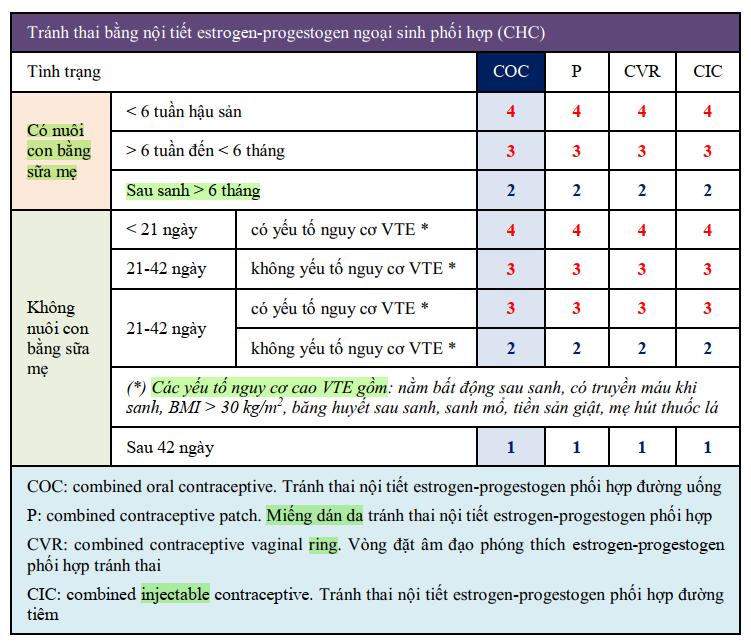 Tránh thai bằng nội tiết estrogen-progestogen ngoại sinh phối hợp (CHC)
Tình trạng COC P CVR CIC
Có nuôi con bằng sữa mẹ
< 6 tuần hậu sản 4 4 4 4
> 6 tuần đến < 6 tháng 3 3 3 3
Sau sanh > 6 tháng 2 2 2 2
Không nuôi con bằng sữa mẹ
< 21 ngày có yếu tố nguy cơ VTE * 4 4 4 4
21-42 ngày không yếu tố nguy cơ VTE * 3 3 3 3
21-42 ngày có yếu tố nguy cơ VTE * 3 3 3 3
không yếu tố nguy cơ VTE * 2 2 2 2
(*) Các yếu tố nguy cơ cao VTE gồm: nằm bất động sau sanh, có truyền máu khi
sanh, BMI > 30 kg/m², băng huyết sau sanh, sanh mổ, tiền sản giật, mẹ hút thuốc lá
Sau 42 ngày 1 1 1 1
COC: combined oral contraceptive. Tránh thai nội tiết estrogen-progestogen phối hợp đường uống
P: combined contraceptive patch. Miếng dán da tránh thai nội tiết estrogen-progestogen phối hợp
CVR: combined contraceptive vaginal ring. Vòng đặt âm đạo phóng thích estrogen-progestogen
phối hợp tránh thai
CIC: combined injectable contraceptive. Tránh thai nội tiết estrogen-progestogen phối hợp đường
tiêm